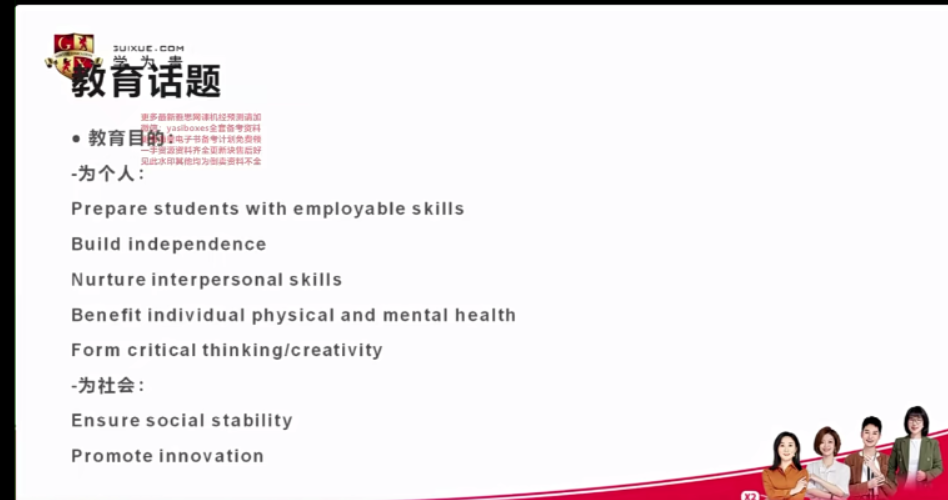 GUIXUE.COM
学为贵
教育话题
更多最新雅思网课机经预测请加
微信：yasiboxes全套备考资料
电子书备考计划免费领
一手资源资料齐全更新快售后好
见此水印其他均为倒卖资料不全
• 教育目的：
-为个人：
Prepare students with employable skills
Build independence
Nurture interpersonal skills
Benefit individual physical and mental health
Form critical thinking/creativity
-为社会：
Ensure social stability
Promote innovation